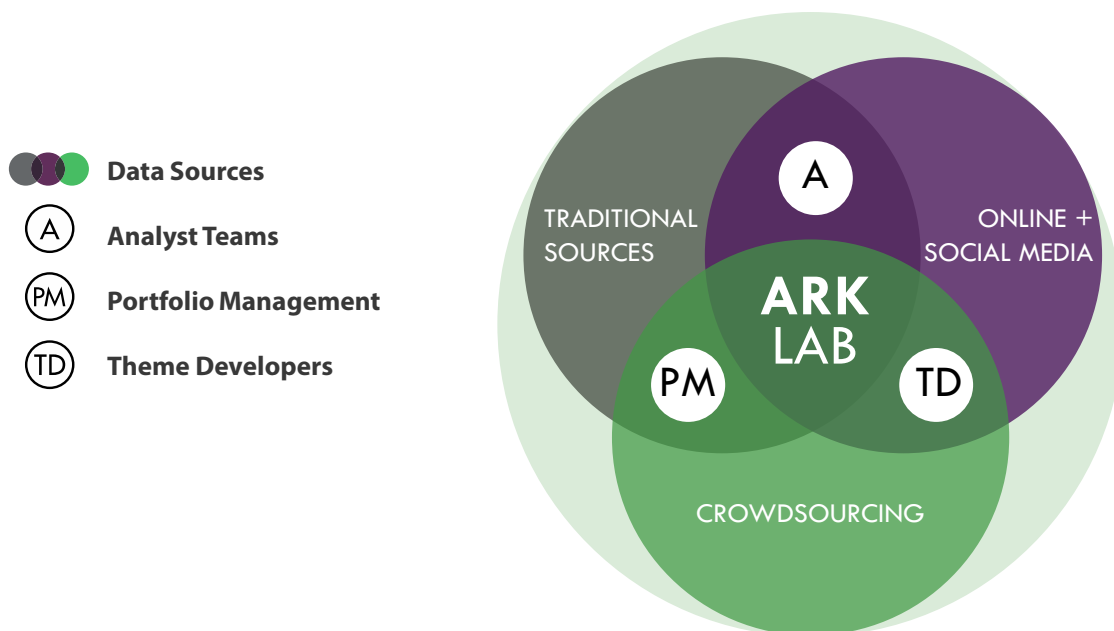 Data Sources
A
Analyst Teams
PM
Portfolio Management
TD
Theme Developers
A
TRADITIONAL
SOURCES
ONLINE +
SOCIAL MEDIA
ARK
LAB
PM
TD
CROWDSOURCING